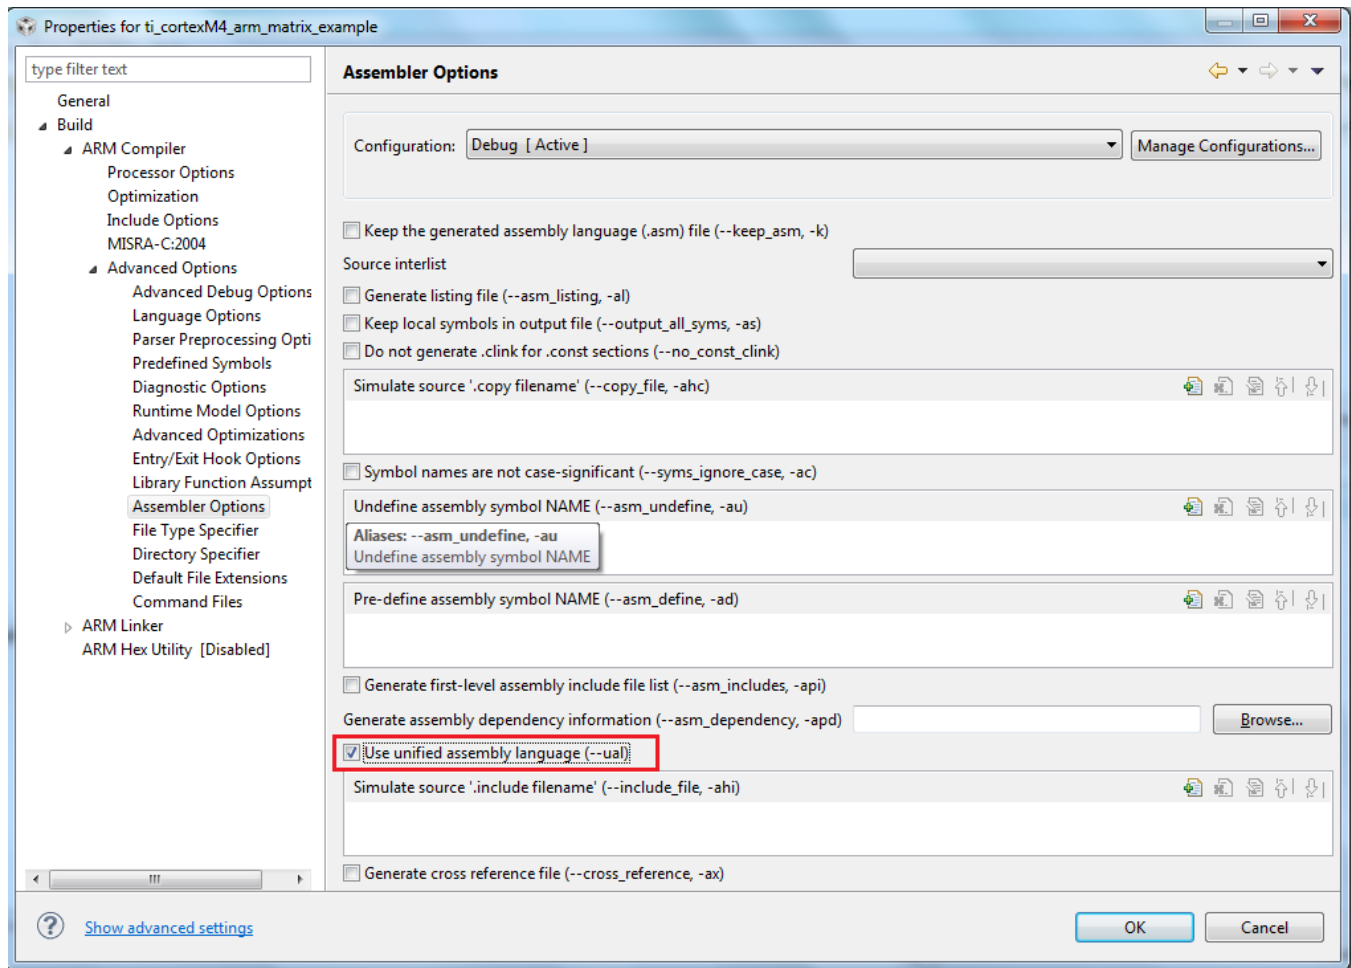 Properties for ti_cortexM4_arm_matrix_example
type filter text
General
Build
ARM Compiler
Processor Options
Optimization
Include Options
MISRA-C:2004
Advanced Options
Advanced Debug Options
Language Options
Parser Preprocessing Opti
Predefined Symbols
Diagnostic Options
Runtime Model Options
Advanced Optimizations
Entry/Exit Hook Options
Library Function Assumpt
Assembler Options
File Type Specifier
Directory Specifier
Default File Extensions
Command Files
ARM Linker
ARM Hex Utility [Disabled]
Assembler Options
Configuration: Debug [ Active ] Manage Configurations...
Keep the generated assembly language (.asm) file (--keep_asm, -k)
Source interlist
Generate listing file (--asm_listing, -al)
Keep local symbols in output file (--output_all_syms, -as)
Do not generate .clink for .const sections (--no_const_clink)
Simulate source '.copy filename' (--copy_file, -ahc)
Symbol names are not case-significant (--syms_ignore_case, -ac)
Undefine assembly symbol NAME (--asm_undefine, -au)
Aliases: --asm_undefine, -au
Undefine assembly symbol NAME
Pre-define assembly symbol NAME (--asm_define, -ad)
Generate first-level assembly include file list (--asm_includes, -api)
Generate assembly dependency information (--asm_dependency, -apd) Browse...
Use unified assembly language (--ual)
Simulate source '.include filename' (--include_file, -ahi)
Generate cross reference file (--cross_reference, -ax)
Show advanced settings
OK Cancel